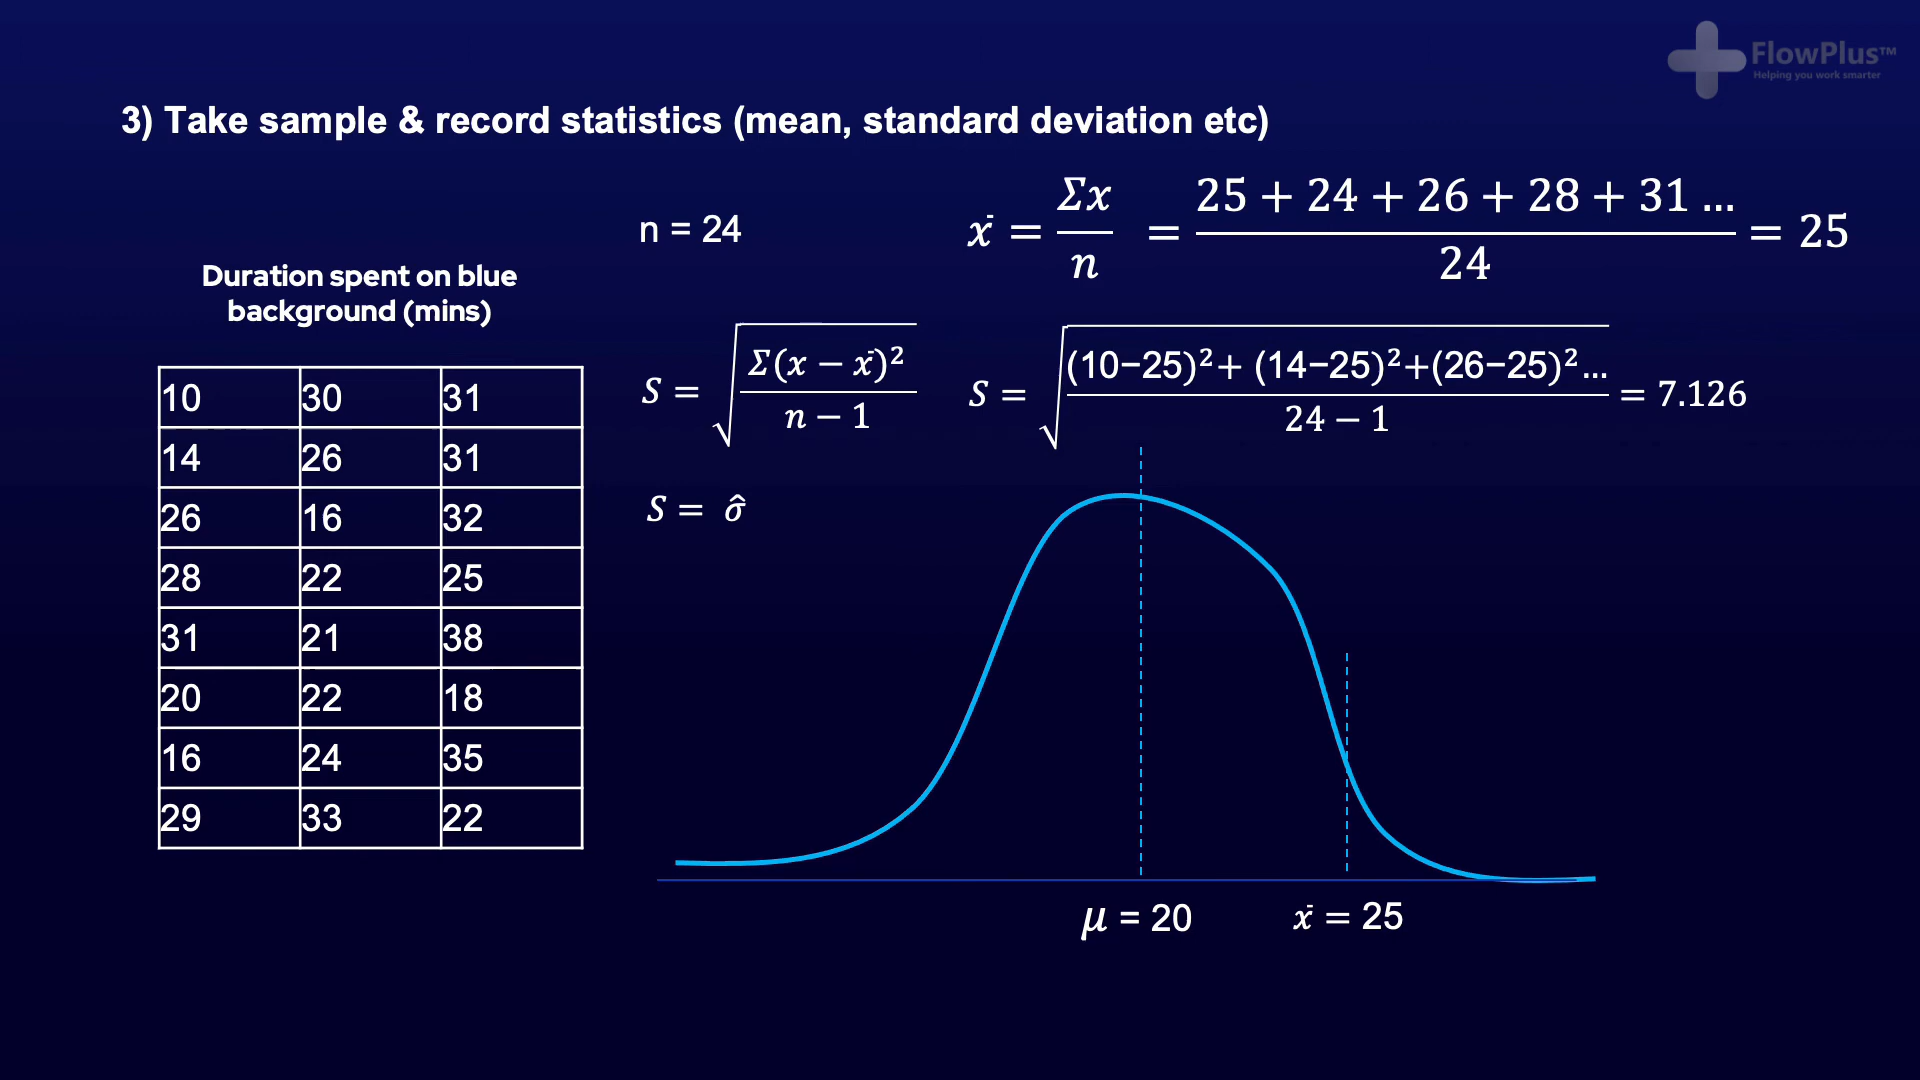 FlowPlus™
Helping you work smarter
3) Take sample & record statistics (mean, standard deviation etc)
n = 24
x̄ = Σx / n = 25 + 24 + 26 + 28 + 31 ... / 24 = 25
Duration spent on blue
background (mins)
S = √ Σ(x − x̄)² / n − 1
S = √ (10−25)²+ (14−25)²+(26−25)²... / 24 − 1 = 7.126
S = σ̂
10 30 31
14 26 31
26 16 32
28 22 25
31 21 38
20 22 18
16 24 35
29 33 22
μ = 20
x̄ = 25